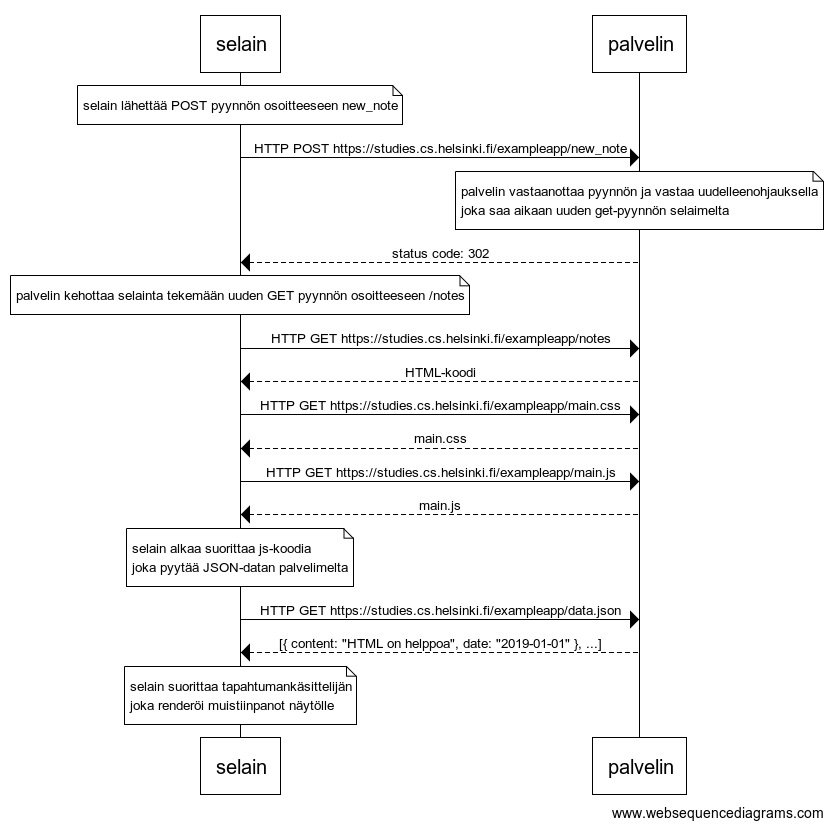 selain
palvelin
selain lähettää POST pyynnön osoitteeseen new_note
HTTP POST https://studies.cs.helsinki.fi/exampleapp/new_note
palvelin vastaanottaa pyynnön ja vastaa uudelleenohjauksella
joka saa aikaan uuden get-pyynnön selaimelta
status code: 302
palvelin kehottaa selainta tekemään uuden GET pyynnön osoitteeseen /notes
HTTP GET https://studies.cs.helsinki.fi/exampleapp/notes
HTML-koodi
HTTP GET https://studies.cs.helsinki.fi/exampleapp/main.css
main.css
HTTP GET https://studies.cs.helsinki.fi/exampleapp/main.js
main.js
selain alkaa suorittaa js-koodia
joka pyytää JSON-datan palvelimelta
HTTP GET https://studies.cs.helsinki.fi/exampleapp/data.json
[{ content: "HTML on helppoa", date: "2019-01-01" }, ...]
selain suorittaa tapahtumankäsittelijän
joka renderöi muistiinpanot näytölle
selain
palvelin
www.websequencediagrams.com